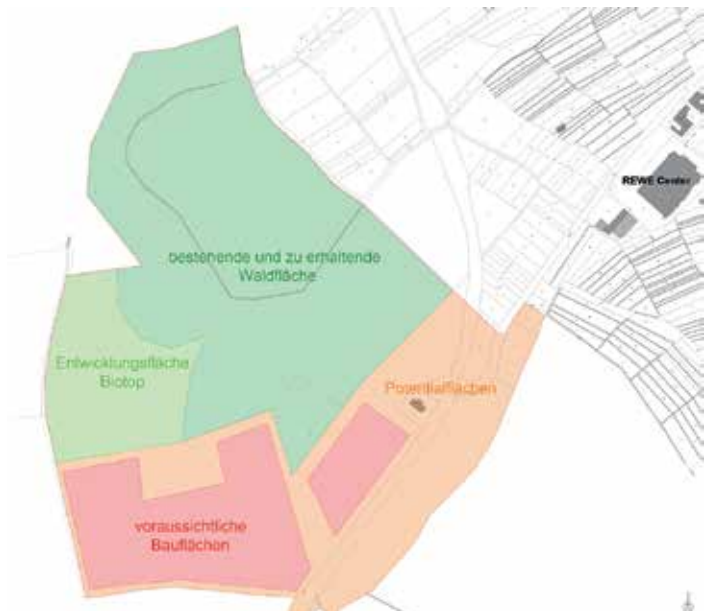 REWE Center
bestehende und zu erhaltende
Waldfläche
Entwicklungsfläche
Biotop
Potentialflächen
voraussichtliche
Bauflächen